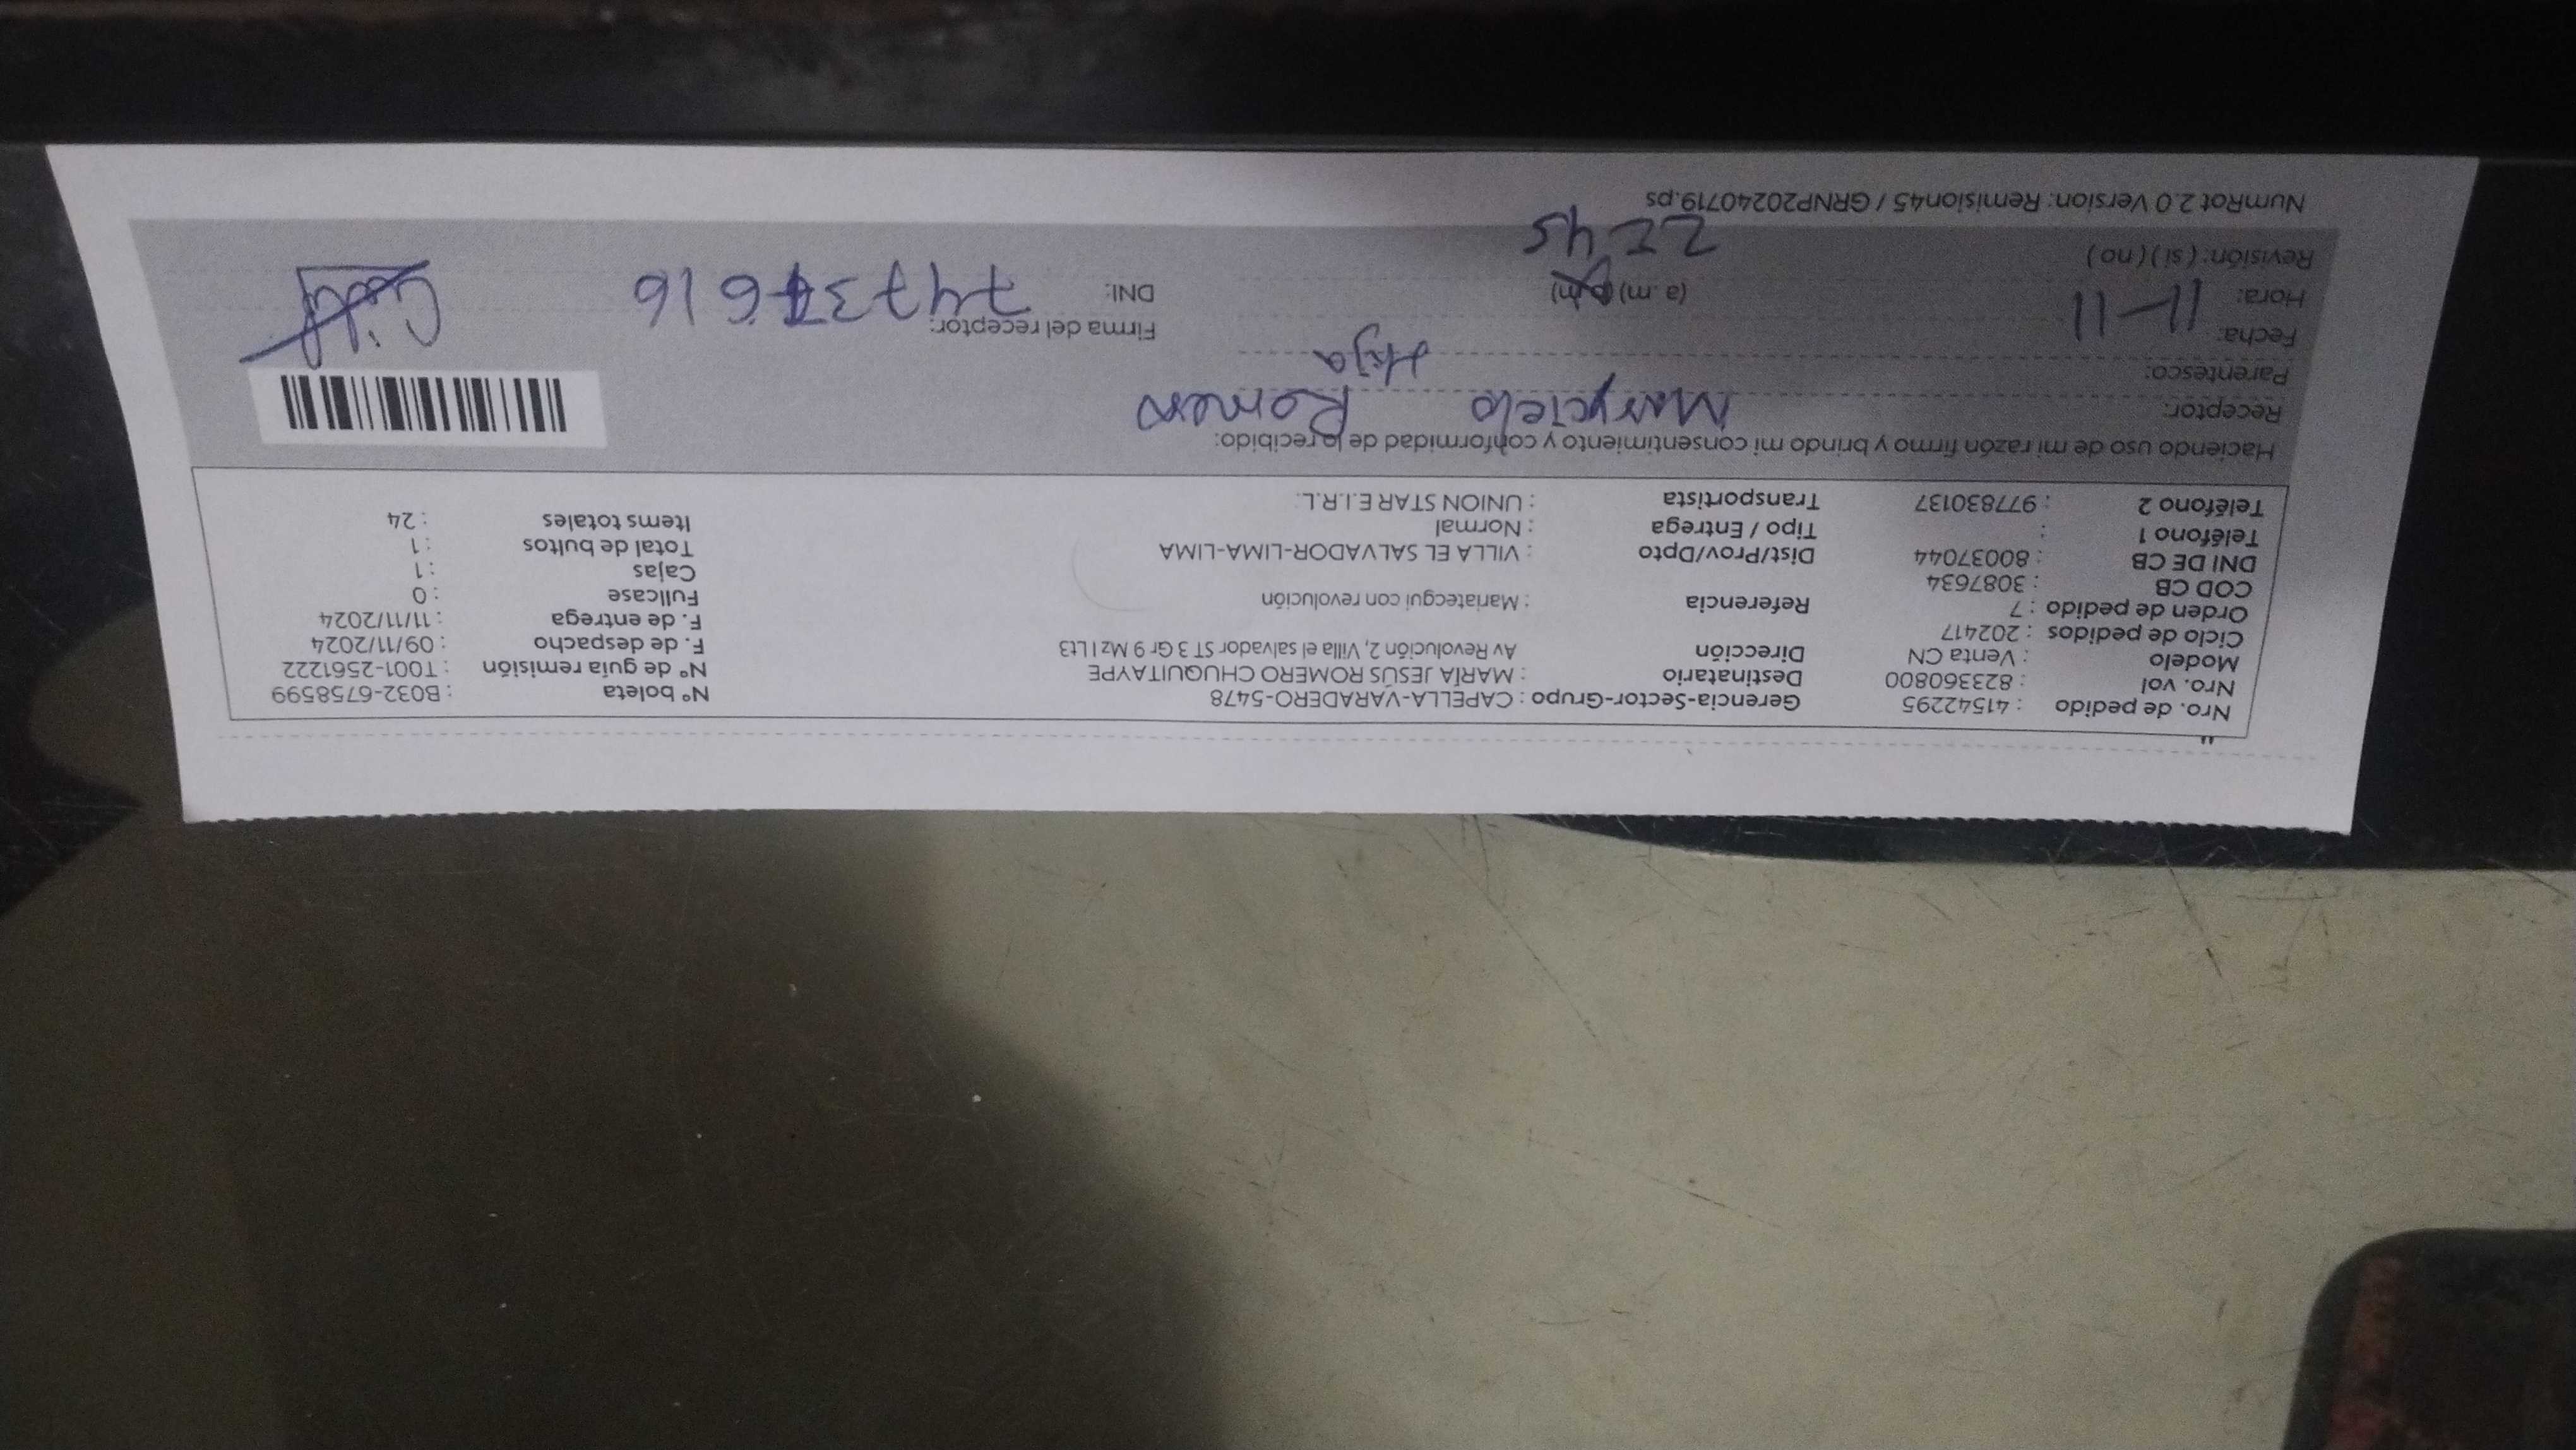 Nro. de pedido : 41542295 Gerencia-Sector-Grupo : CAPELLA-VARADERO-5478 N° boleta : B032-6758599
Nro. vol : 823360800 Destinatario : MARÍA JESÚS ROMERO CHUQUITAYPE N° de guía remisión : T001-2561222
Modelo : Venta CN Dirección Av Revolución 2, Villa el salvador ST 3 Gr 9 Mz I Lt3 F. de despacho : 09/11/2024
Ciclo de pedidos : 202417 Referencia : Mariategui con revolución F. de entrega : 11/11/2024
Orden de pedido : 7 Fullcase : 0
COD CB : 3087634 Dist/Prov/Dpto : VILLA EL SALVADOR-LIMA-LIMA Cajas : 1
DNI DE CB : 80037044 Tipo / Entrega : Normal Total de bultos : 1
Teléfono 1 : Transportista : UNION STAR E.I.R.L. Items totales : 24
Teléfono 2 : 977830137
Haciendo uso de mi razón firmo y brindo mi consentimiento y conformidad de lo recibido:
Receptor: Marycielo Romero
Parentesco: Hija
Fecha: 11-11 Firma del receptor:
Hora: (a. m) (p. m) DNI:
Revisión: ( si ) ( no )
NumRot 2.0 Version: Remision45 / GRNP20240719.ps